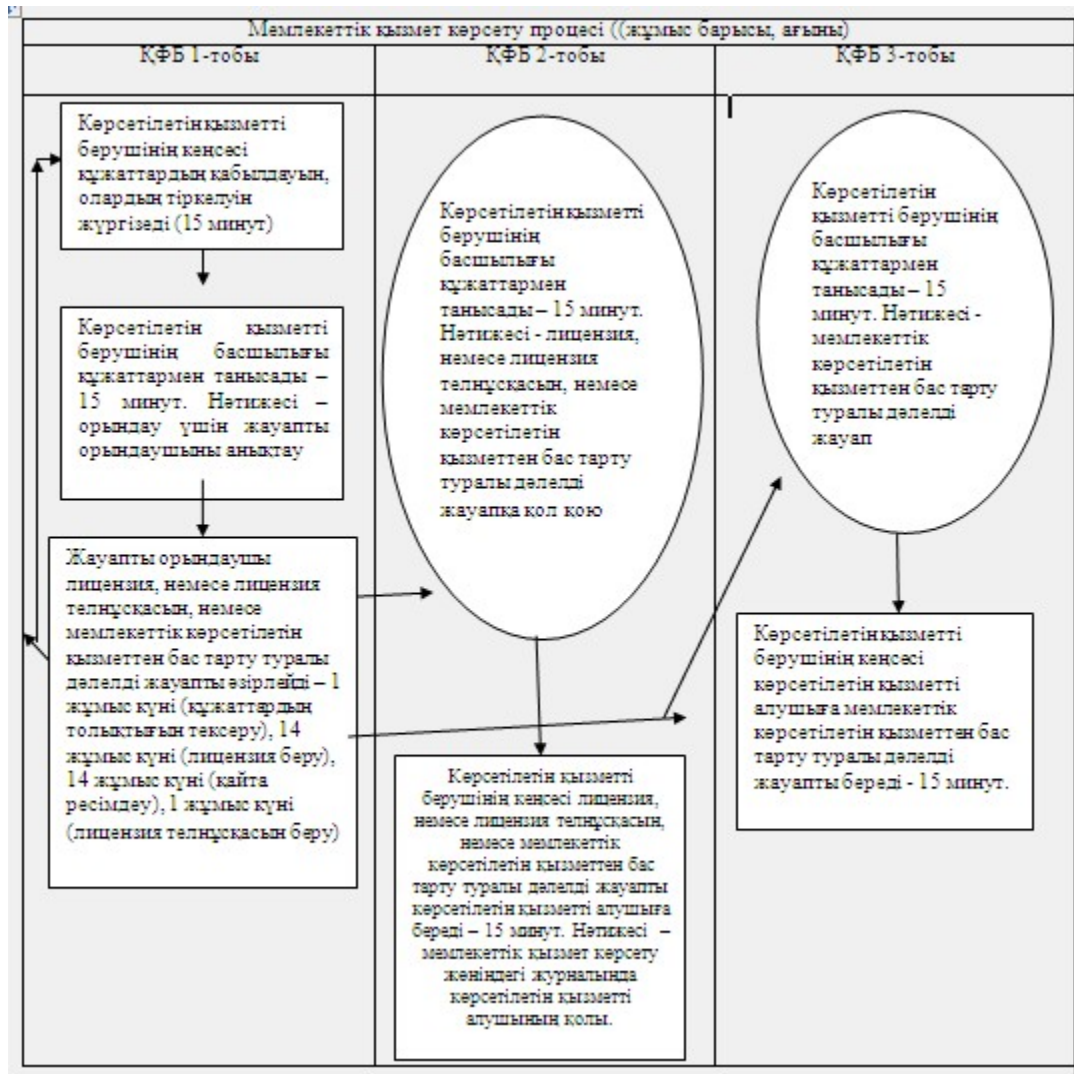 Мемлекеттік қызмет көрсету процесі ((жұмыс барысы, ағыны)
ҚФБ 1-тобы
ҚФБ 2-тобы
ҚФБ 3-тобы
Көрсетілетін қызметті
берушінің кеңсесі
құжаттардың қабылдауын,
олардың тіркелуін
жүргізеді (15 минут)
Көрсетілетін қызметті
берушінің басшылығы
құжаттармен танысады –
15 минут. Нәтижесі –
орындау үшін жауапты
орындаушыны анықтау
Жауапты орындаушы
лицензия, немесе лицензия
телнұсқасын, немесе
мемлекеттік көрсетілетін
қызметтен бас тарту туралы
дәлелді жауапты әзірлейді – 1
жұмыс күні (құжаттардың
толықтығын тексеру), 14
жұмыс күні (лицензия беру),
14 жұмыс күні (қайта
ресімдеу), 1 жұмыс күні
(лицензия телнұсқасын беру)
Көрсетілетін қызметті
берушінің
басшылығы
құжаттармен
танысады – 15 минут.
Нәтижесі - лицензия,
немесе лицензия
телнұсқасын, немесе
мемлекеттік
көрсетілетін
қызметтен бас тарту
туралы дәлелді
жауапқа қол қою
Көрсетілетін қызметті
берушінің кеңсесі лицензия,
немесе лицензия телнұсқасын,
немесе мемлекеттік
көрсетілетін қызметтен бас
тарту туралы дәлелді жауапты
көрсетілетін қызметті алушыға
береді – 15 минут. Нәтижесі –
мемлекеттік қызмет көрсету
жөніндегі журналында
көрсетілетін қызметті
алушының қолы.
Көрсетілетін
қызметті берушінің
басшылығы
құжаттармен
танысады – 15
минут. Нәтижесі -
мемлекеттік
көрсетілетін
қызметтен бас тарту
туралы дәлелді
жауап
Көрсетілетін қызметті
берушінің кеңсесі
көрсетілетін қызметті
алушыға мемлекеттік
көрсетілетін қызметтен бас
тарту туралы дәлелді
жауапты береді - 15 минут.